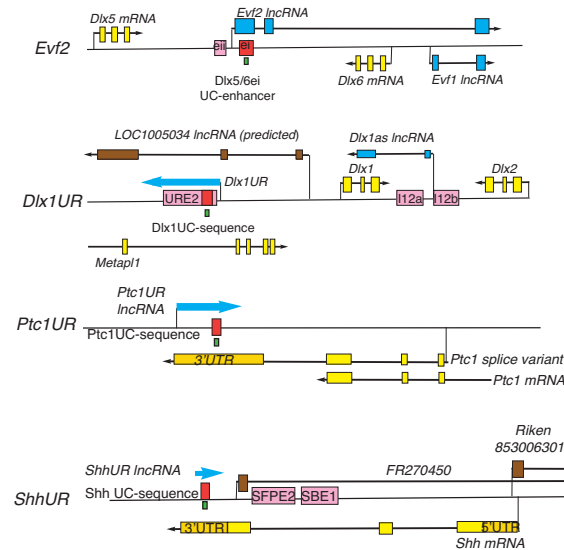 Dlx5 mRNA
Evf2 lncRNA
Evf2
eii
ei
Dlx5/6ei
UC-enhancer
Dlx6 mRNA
Evf1 lncRNA
LOC1005034 lncRNA (predicted)
Dlx1as lncRNA
Dlx1
Dlx2
Dlx1UR
Dlx1UR
URE2
I12a
I12b
Dlx1UC-sequence
Metapl1
Ptc1UR
lncRNA
Ptc1UR
Ptc1UC-sequence
3'UTR
Ptc1 splice variant
Ptc1 mRNA
Riken
853006301
ShhUR lncRNA
FR270450
ShhUR
Shh UC-sequence
SFPE2
SBE1
3'UTRI
5'UTR
Shh mRNA